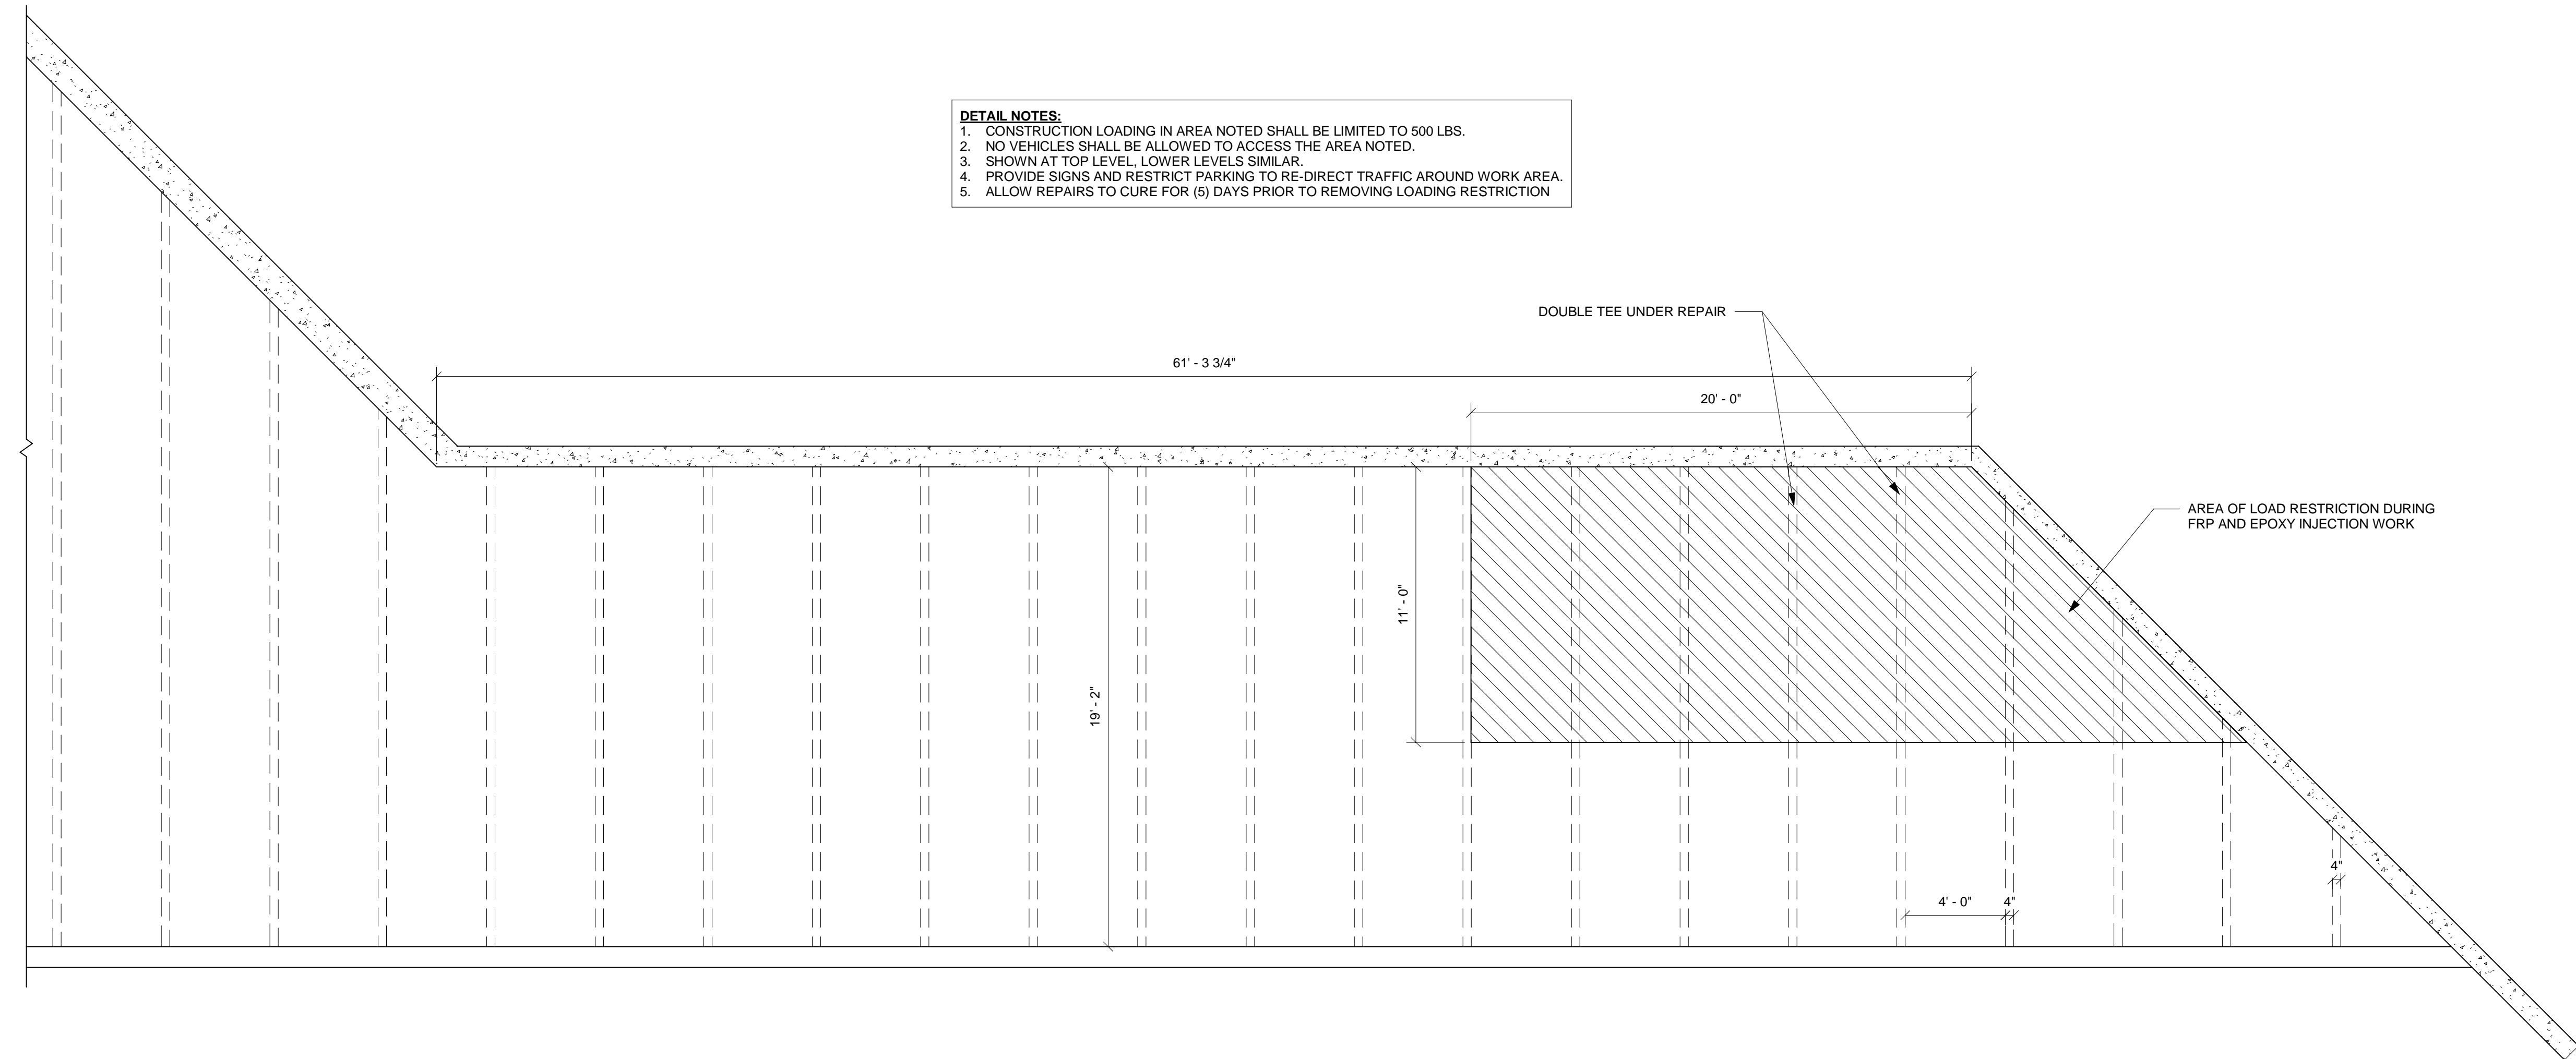 DETAIL NOTES:
1. CONSTRUCTION LOADING IN AREA NOTED SHALL BE LIMITED TO 500 LBS.
2. NO VEHICLES SHALL BE ALLOWED TO ACCESS THE AREA NOTED.
3. SHOWN AT TOP LEVEL, LOWER LEVELS SIMILAR.
4. PROVIDE SIGNS AND RESTRICT PARKING TO RE-DIRECT TRAFFIC AROUND WORK AREA.
5. ALLOW REPAIRS TO CURE FOR (5) DAYS PRIOR TO REMOVING LOADING RESTRICTION
DOUBLE TEE UNDER REPAIR
61' - 3 3/4"
20' - 0"
AREA OF LOAD RESTRICTION DURING
FRP AND EPOXY INJECTION WORK
11' - 0"
19' - 2"
4"
4' - 0"
4"